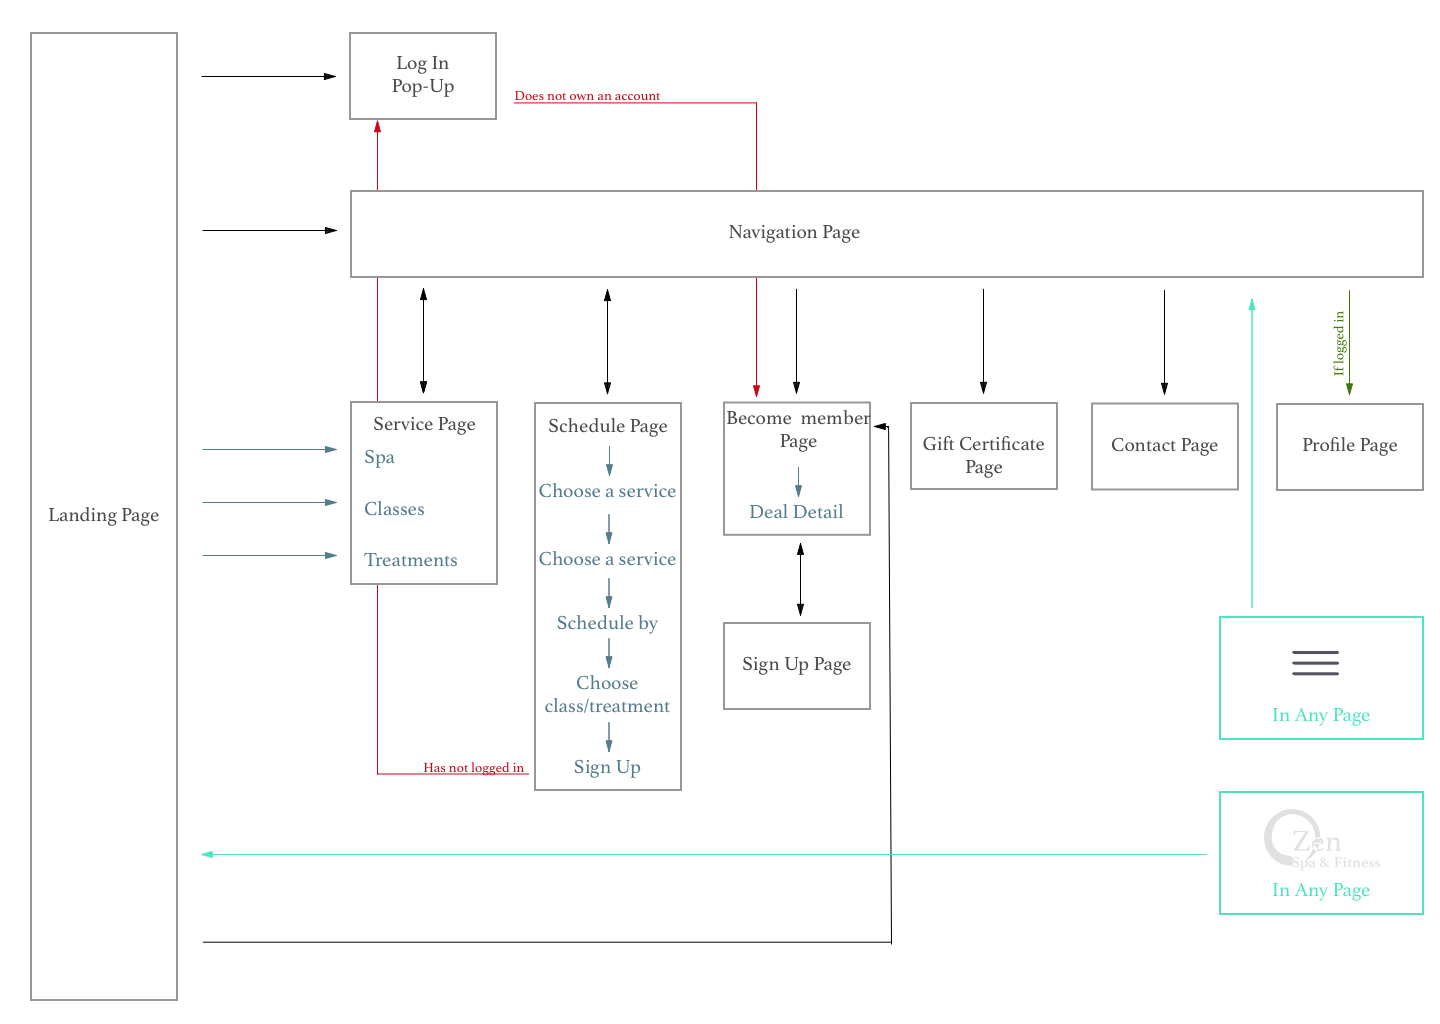 Log In
Pop-Up
Does not own an account
Navigation Page
If logged in
Landing Page
Service Page
Spa
Classes
Treatments
Schedule Page
Choose a service
Choose a service
Schedule by
Choose
class/treatment
Sign Up
Has not logged in
Become member
Page
Deal Detail
Sign Up Page
Gift Certificate
Page
Contact Page
Profile Page
In Any Page
Zen
Spa & Fitness
In Any Page